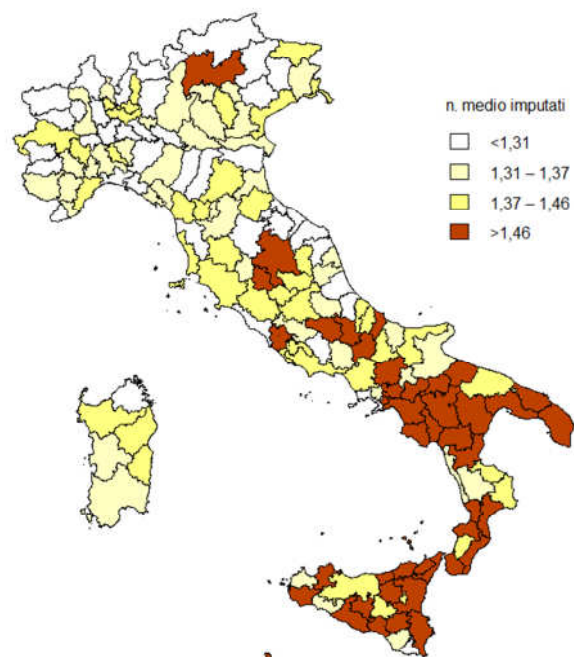 n. medio imputati
<1,31
1,31 – 1,37
1,37 – 1,46
>1,46